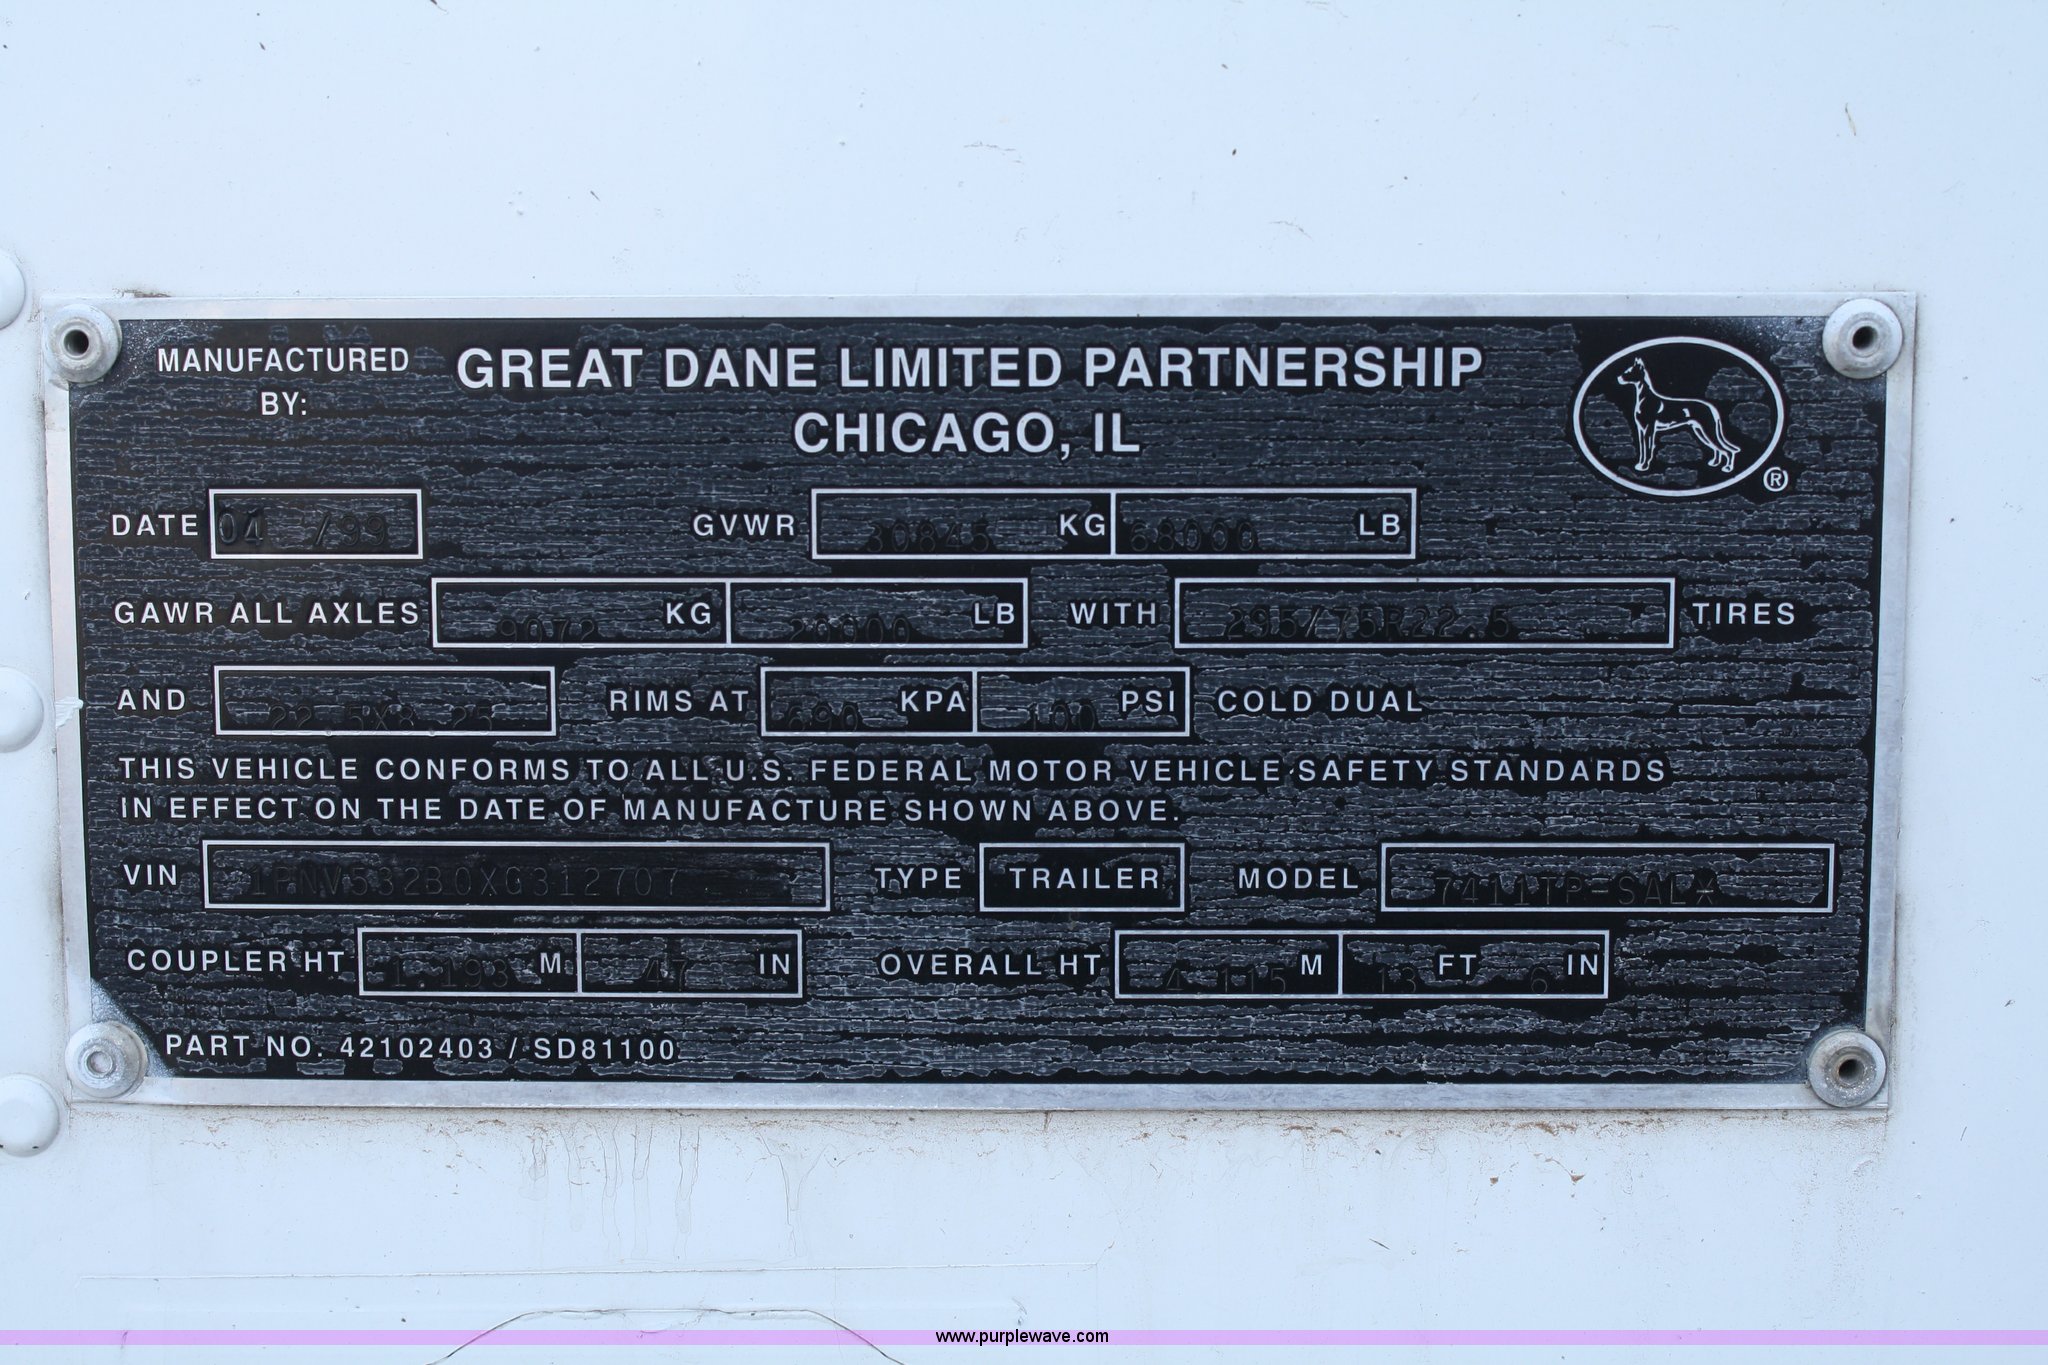 MANUFACTURED BY: GREAT DANE LIMITED PARTNERSHIP
CHICAGO, IL
®
DATE 04 /99 GVWR 30845 KG 68000 LB
GAWR ALL AXLES 9072 KG 20000 LB WITH 295/75R22.5 TIRES
AND 22.5X8.25 RIMS AT 690 KPA 100 PSI COLD DUAL
THIS VEHICLE CONFORMS TO ALL U.S. FEDERAL MOTOR VEHICLE SAFETY STANDARDS
IN EFFECT ON THE DATE OF MANUFACTURE SHOWN ABOVE.
VIN 1PNV532B0XG312707 TYPE TRAILER MODEL 7411TP-SALX
COUPLER HT 1.193 M 47 IN OVERALL HT 4.115 M 13 FT 6 IN
PART NO. 42102403 / SD81100
www.purplewave.com